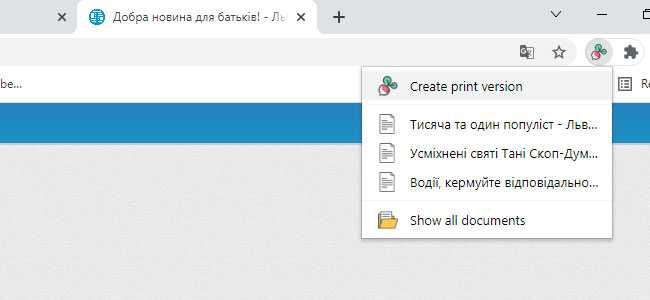 Добра новина для батьків! - Льв
be...
Re
Create print version
Тисяча та один популіст - Льв...
Усміхнені святі Тані Скоп-Дум...
Водії, кермуйте відповідально...
Show all documents